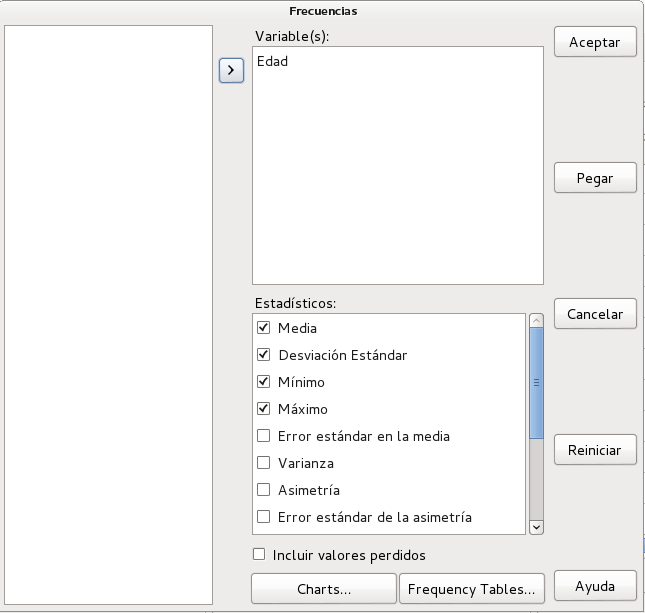 Frecuencias
Variable(s):
Edad
>
Aceptar
Pegar
Cancelar
Reiniciar
Ayuda
Estadísticos:
Media
Desviación Estándar
Mínimo
Máximo
Error estándar en la media
Varianza
Asimetría
Error estándar de la asimetría
Incluir valores perdidos
Charts...
Frequency Tables...